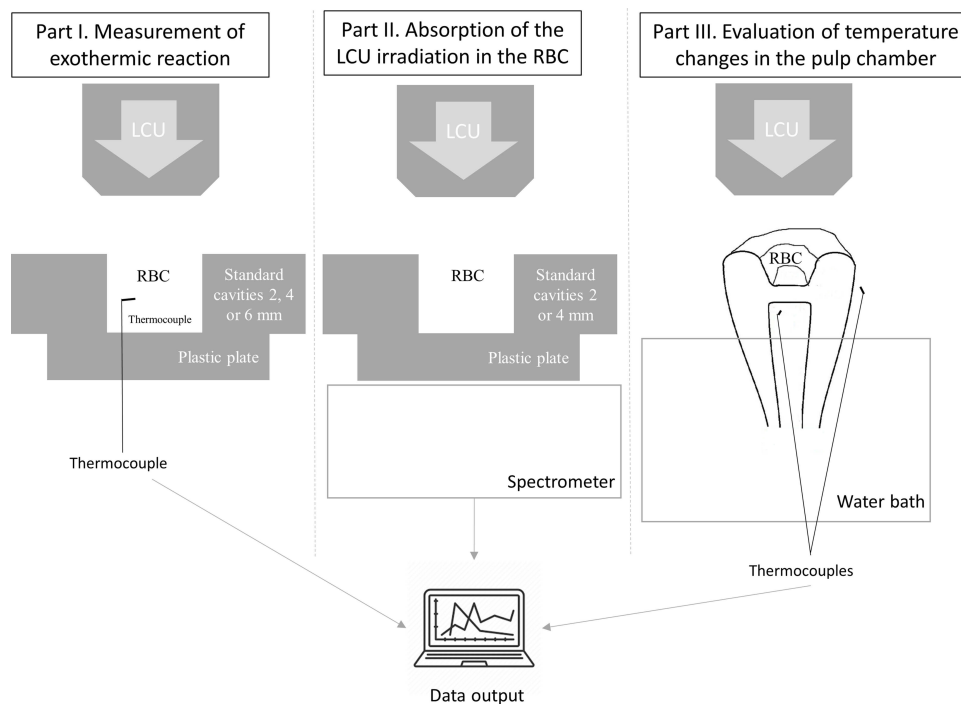 Part I. Measurement of
exothermic reaction
LCU
RBC
Thermocouple
Standard
cavities 2, 4
or 6 mm
Plastic plate
Thermocouple
Part II. Absorption of the
LCU irradiation in the RBC
LCU
RBC
Standard
cavities 2
or 4 mm
Plastic plate
Spectrometer
Part III. Evaluation of temperature
changes in the pulp chamber
LCU
RBC
Water bath
Thermocouples
Data output